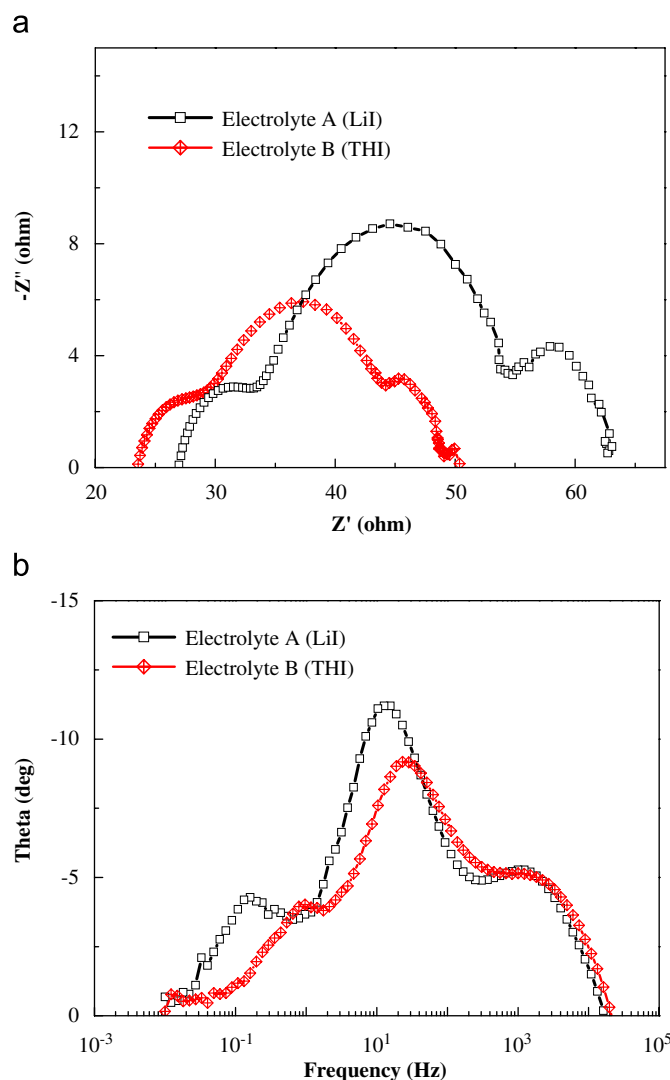 a
12
8
4
0
-Z" (ohm)
Electrolyte A (LiI)
Electrolyte B (THI)
20
30
40
50
60
Z' (ohm)
b
-15
-10
-5
0
Theta (deg)
Electrolyte A (LiI)
Electrolyte B (THI)
10-3
10-1
101
103
105
Frequency (Hz)